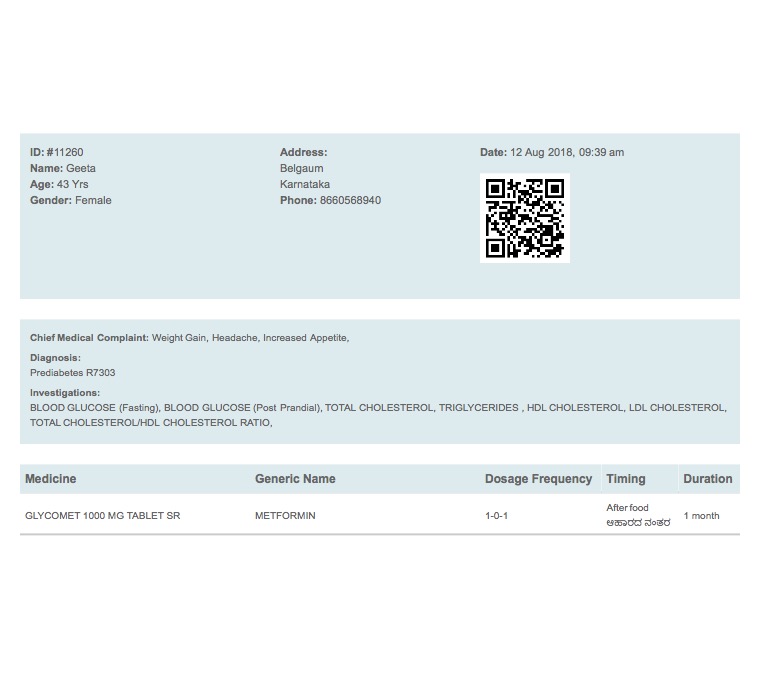 ID: #11260
Name: Geeta
Age: 43 Yrs
Gender: Female
Address:
Belgaum
Karnataka
Phone: 8660568940
Date: 12 Aug 2018, 09:39 am
Chief Medical Complaint: Weight Gain, Headache, Increased Appetite,
Diagnosis:
Prediabetes R7303
Investigations:
BLOOD GLUCOSE (Fasting), BLOOD GLUCOSE (Post Prandial), TOTAL CHOLESTEROL, TRIGLYCERIDES , HDL CHOLESTEROL, LDL CHOLESTEROL,
TOTAL CHOLESTEROL/HDL CHOLESTEROL RATIO,
Medicine Generic Name Dosage Frequency Timing Duration
GLYCOMET 1000 MG TABLET SR METFORMIN 1-0-1 After food 1 month
ಆಹಾರದ ನಂತರ